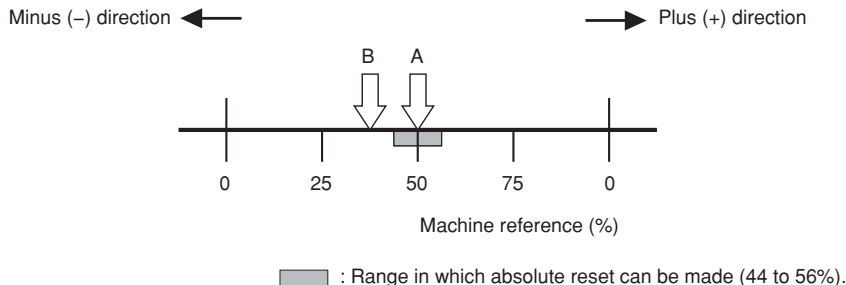 Minus (−) direction
Plus (+) direction
B
A
0 25 50 75 0
Machine reference (%)
: Range in which absolute reset can be made (44 to 56%).